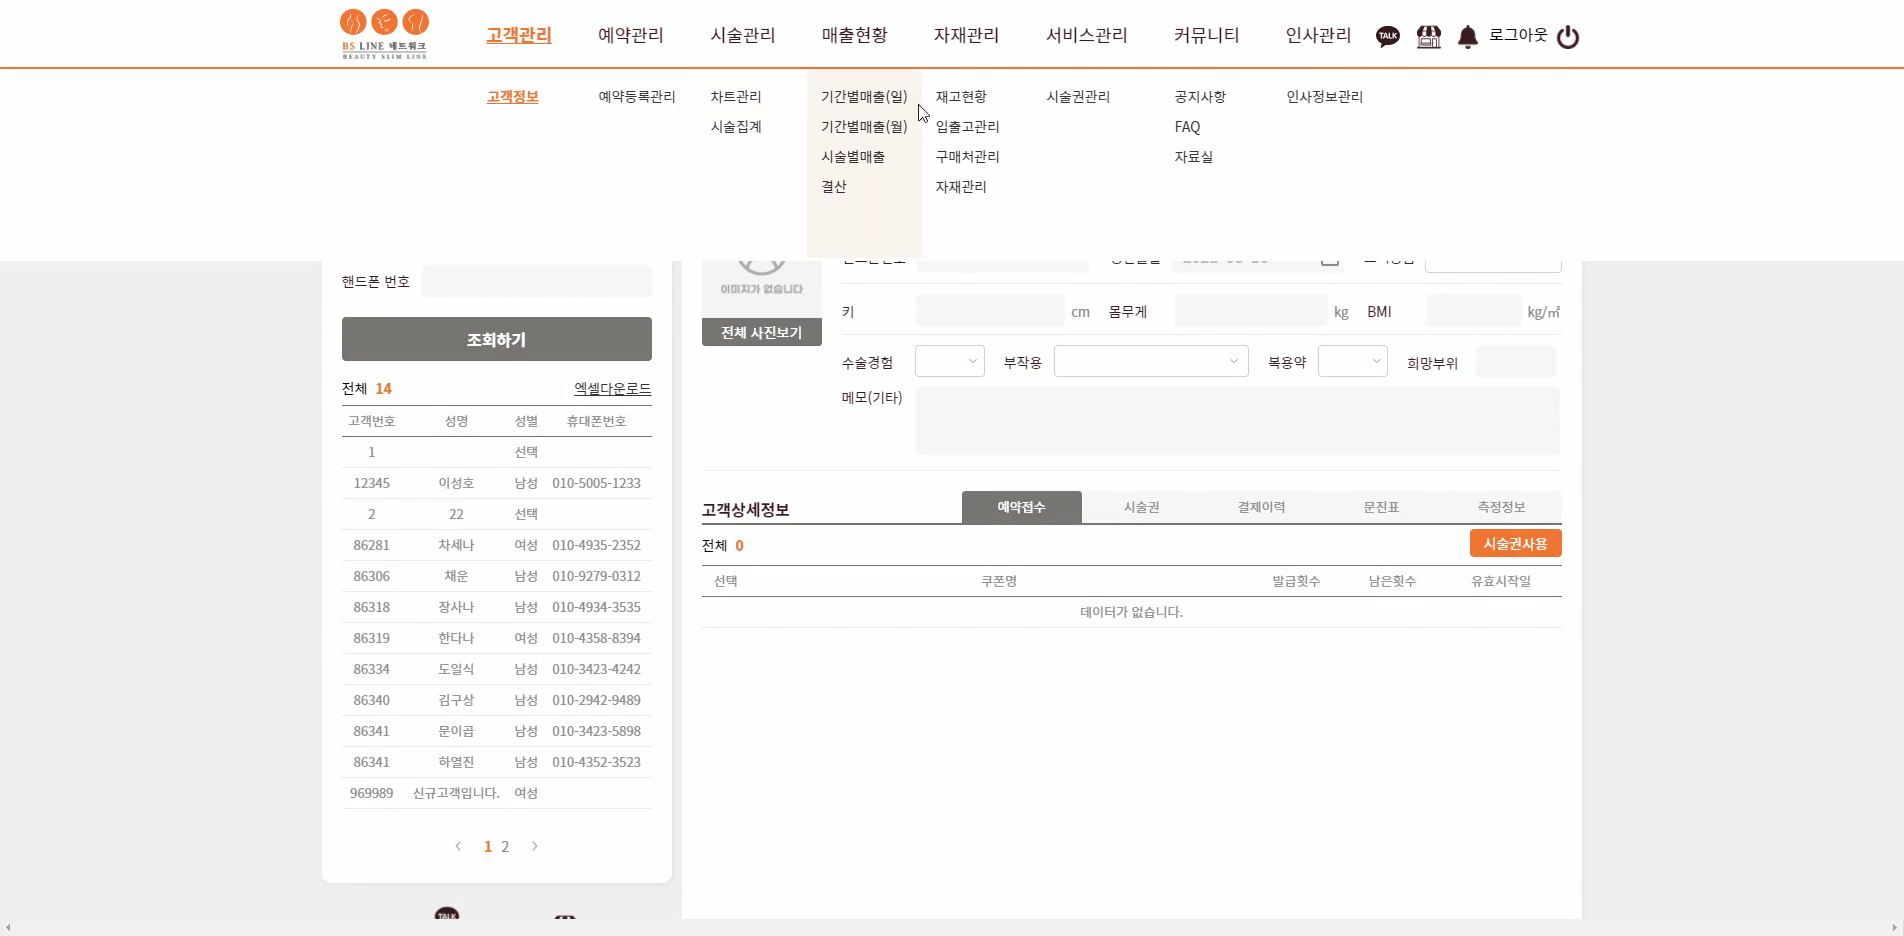 BS LINE 네트워크
BEAUTY SLIM LINE
고객관리 예약관리 시술관리 매출현황 자재관리 서비스관리 커뮤니티 인사관리 TALK 로그아웃
고객정보 예약등록관리 차트관리 기간별매출(일) 재고현황 시술권관리 공지사항 인사정보관리
시술집계 기간별매출(월) 입출고관리 FAQ
시술별매출 구매처관리 자료실
결산 자재관리
핸드폰 번호
조회하기
전체 14 엑셀다운로드
고객번호 성명 성별 휴대폰번호
1 선택
12345 이성호 남성 010-5005-1233
2 22 선택
86281 차세나 여성 010-4935-2352
86306 채운 남성 010-9279-0312
86318 장사나 남성 010-4934-3535
86319 한다나 여성 010-4358-8394
86334 도일식 남성 010-3423-4242
86340 김구상 남성 010-2942-9489
86341 문이곱 남성 010-3423-5898
86341 하열진 남성 010-4352-3523
969989 신규고객입니다. 여성
1 2
TALK
이미지가 없습니다
전체 사진보기
키 cm 몸무게 kg BMI kg/㎡
수술경험 부작용 복용약 희망부위
메모(기타)
고객상세정보 예약접수 시술권 결제이력 문진표 측정정보
전체 0 시술권사용
선택 쿠폰명 발급횟수 남은횟수 유효시작일
데이터가 없습니다.